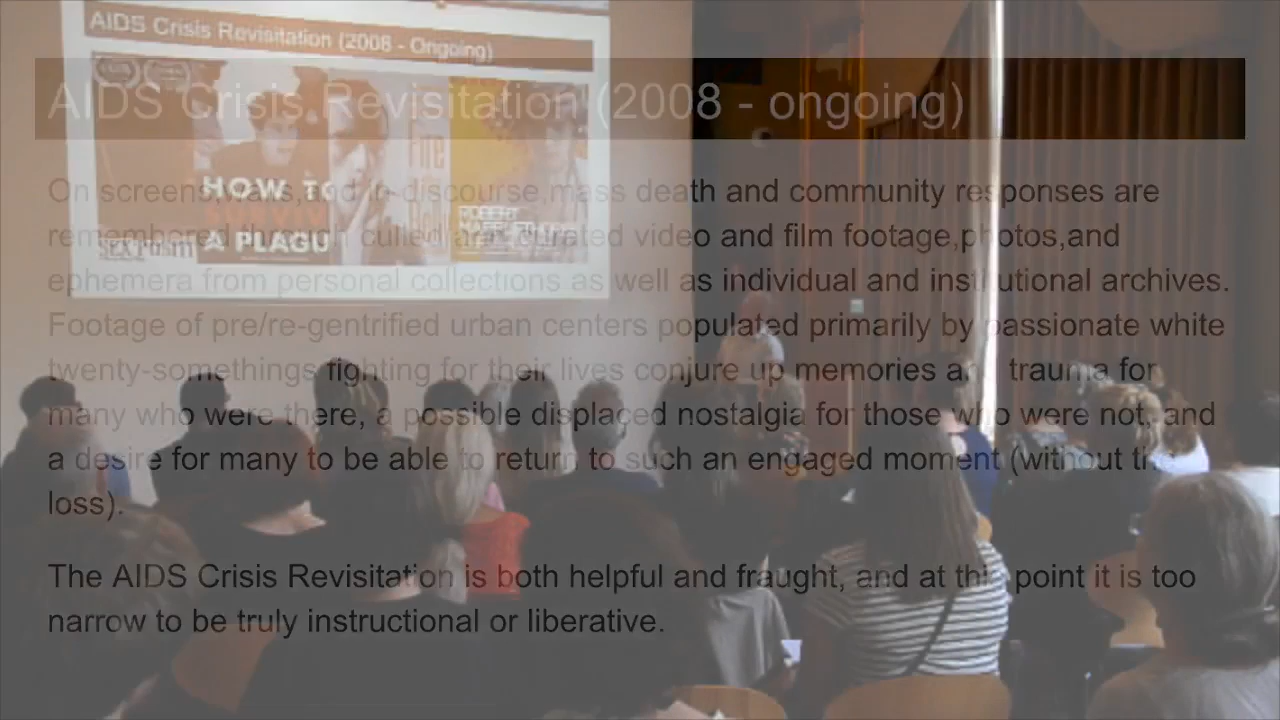 AIDS Crisis Revisitation (2008 - Ongoing)
AIDS Crisis Revisitation (2008 - ongoing)
HOW TO
A PLAGU
Fire
ROBERT
On screens, walls, and in-discourse,mass death and community responses are
remembered through culled and curated video and film footage,photos,and
ephemera from personal collections as well as individual and institutional archives.
Footage of pre/re-gentrified urban centers populated primarily by passionate white
twenty-somethings fighting for their lives conjure up memories and trauma for
many who were there, a possible displaced nostalgia for those who were not, and
a desire for many to be able to return to such an engaged moment (without the
loss).
The AIDS Crisis Revisitation is both helpful and fraught, and at this point it is too
narrow to be truly instructional or liberative.